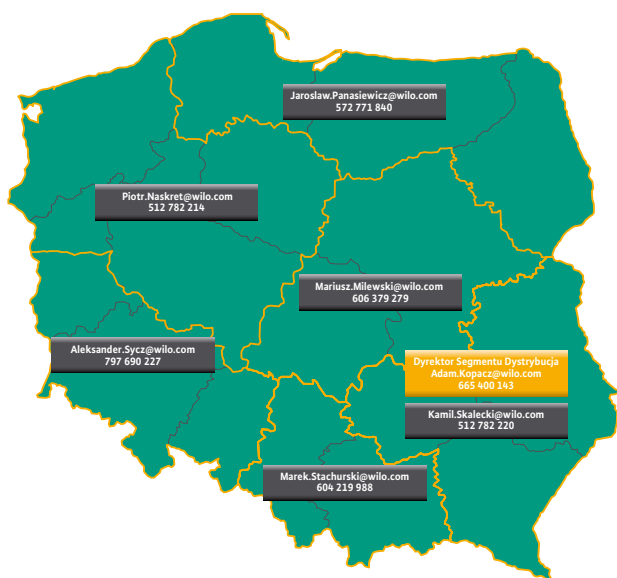 Jaroslaw.Panasiewicz@wilo.com
572 771 840
Piotr.Naskret@wilo.com
512 782 214
Mariusz.Milewski@wilo.com
606 379 279
Aleksander.Sycz@wilo.com
797 690 227
Dyrektor Segmentu Dystrybucja
Adam.Kopacz@wilo.com
665 400 143
Kamil.Skalecki@wilo.com
512 782 220
Marek.Stachurski@wilo.com
604 219 988